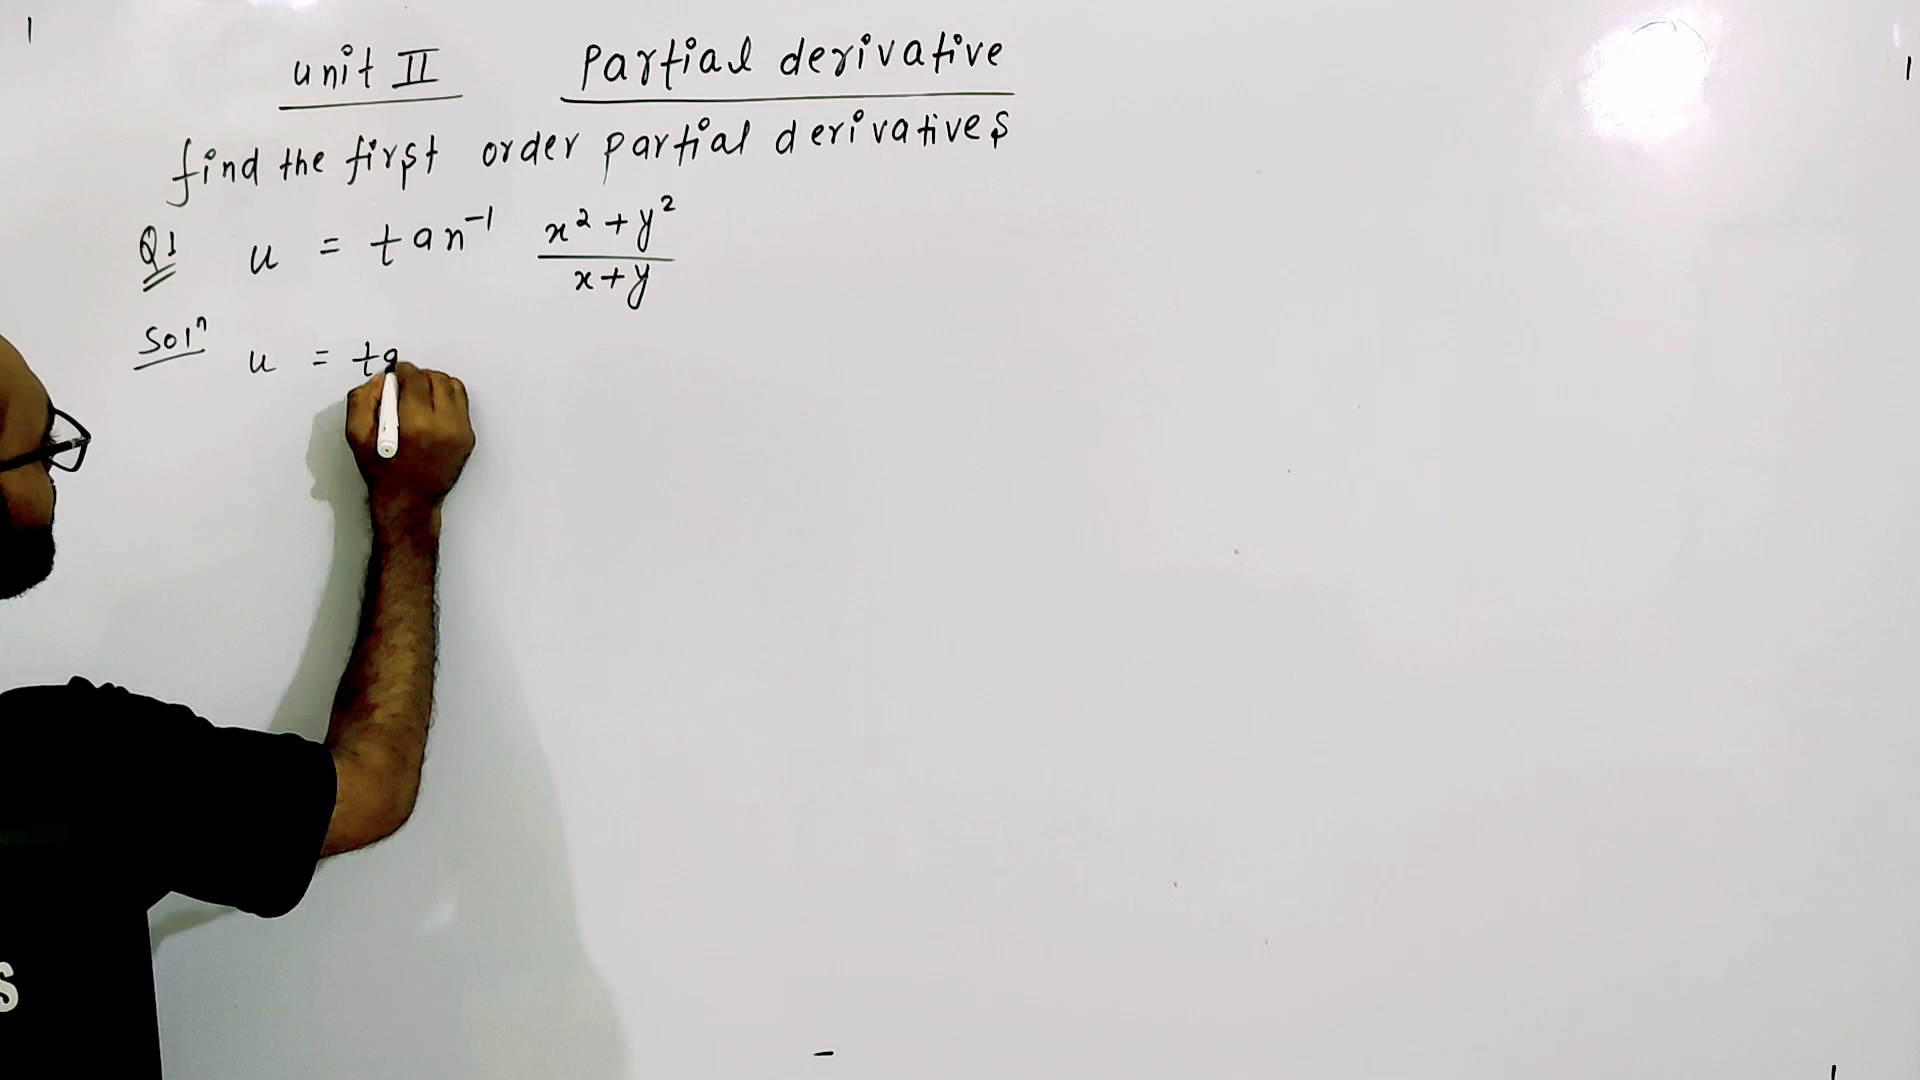 unit II Partial derivative
find the first order partial derivatives
Q1 u = tan⁻¹ x²+y² / x+y
Solⁿ u = ta
S